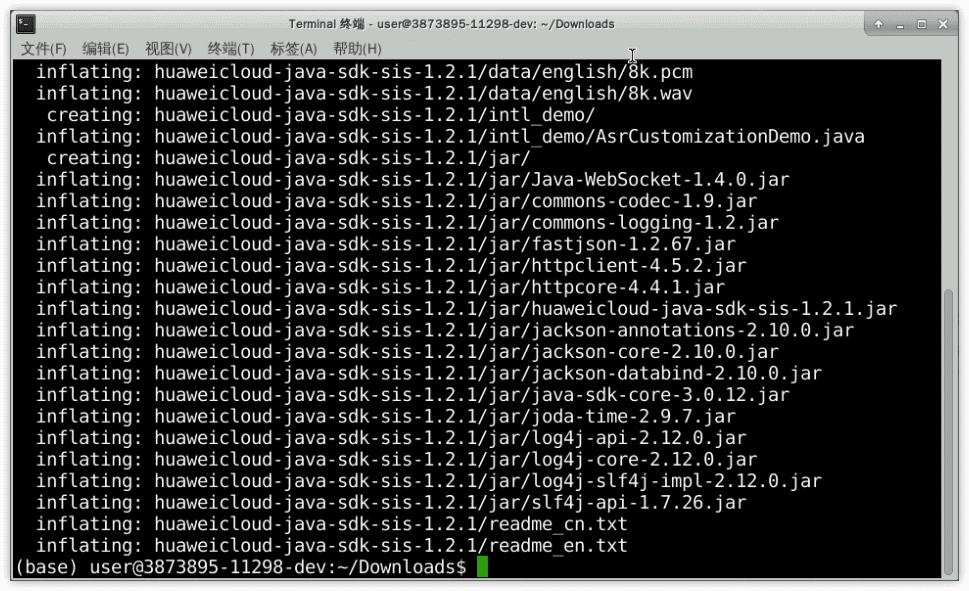 Terminal 终端 - user@3873895-11298-dev: ~/Downloads
文件(F) 编辑(E) 视图(V) 终端(T) 标签(A) 帮助(H)
inflating: huaweicloud-java-sdk-sis-1.2.1/data/english/8k.pcm
inflating: huaweicloud-java-sdk-sis-1.2.1/data/english/8k.wav
creating: huaweicloud-java-sdk-sis-1.2.1/intl_demo/
inflating: huaweicloud-java-sdk-sis-1.2.1/intl_demo/AsrCustomizationDemo.java
creating: huaweicloud-java-sdk-sis-1.2.1/jar/
inflating: huaweicloud-java-sdk-sis-1.2.1/jar/Java-WebSocket-1.4.0.jar
inflating: huaweicloud-java-sdk-sis-1.2.1/jar/commons-codec-1.9.jar
inflating: huaweicloud-java-sdk-sis-1.2.1/jar/commons-logging-1.2.jar
inflating: huaweicloud-java-sdk-sis-1.2.1/jar/fastjson-1.2.67.jar
inflating: huaweicloud-java-sdk-sis-1.2.1/jar/httpclient-4.5.2.jar
inflating: huaweicloud-java-sdk-sis-1.2.1/jar/httpcore-4.4.1.jar
inflating: huaweicloud-java-sdk-sis-1.2.1/jar/huaweicloud-java-sdk-sis-1.2.1.jar
inflating: huaweicloud-java-sdk-sis-1.2.1/jar/jackson-annotations-2.10.0.jar
inflating: huaweicloud-java-sdk-sis-1.2.1/jar/jackson-core-2.10.0.jar
inflating: huaweicloud-java-sdk-sis-1.2.1/jar/jackson-databind-2.10.0.jar
inflating: huaweicloud-java-sdk-sis-1.2.1/jar/java-sdk-core-3.0.12.jar
inflating: huaweicloud-java-sdk-sis-1.2.1/jar/joda-time-2.9.7.jar
inflating: huaweicloud-java-sdk-sis-1.2.1/jar/log4j-api-2.12.0.jar
inflating: huaweicloud-java-sdk-sis-1.2.1/jar/log4j-core-2.12.0.jar
inflating: huaweicloud-java-sdk-sis-1.2.1/jar/log4j-slf4j-impl-2.12.0.jar
inflating: huaweicloud-java-sdk-sis-1.2.1/jar/slf4j-api-1.7.26.jar
inflating: huaweicloud-java-sdk-sis-1.2.1/readme_cn.txt
inflating: huaweicloud-java-sdk-sis-1.2.1/readme_en.txt
(base) user@3873895-11298-dev:~/Downloads$